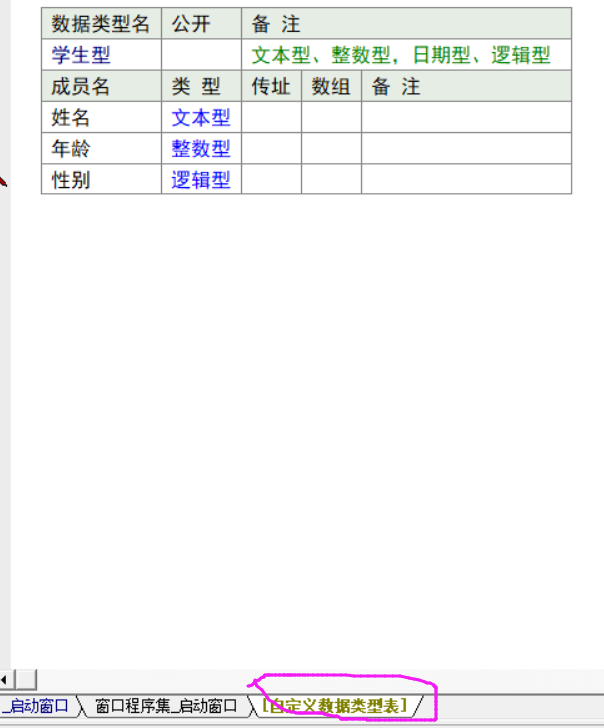 数据类型名 公开 备 注
学生型 文本型、整数型，日期型、逻辑型
成员名 类 型 传址 数组 备 注
姓名 文本型
年龄 整数型
性别 逻辑型
_启动窗口 窗口程序集_启动窗口 [自定义数据类型表]